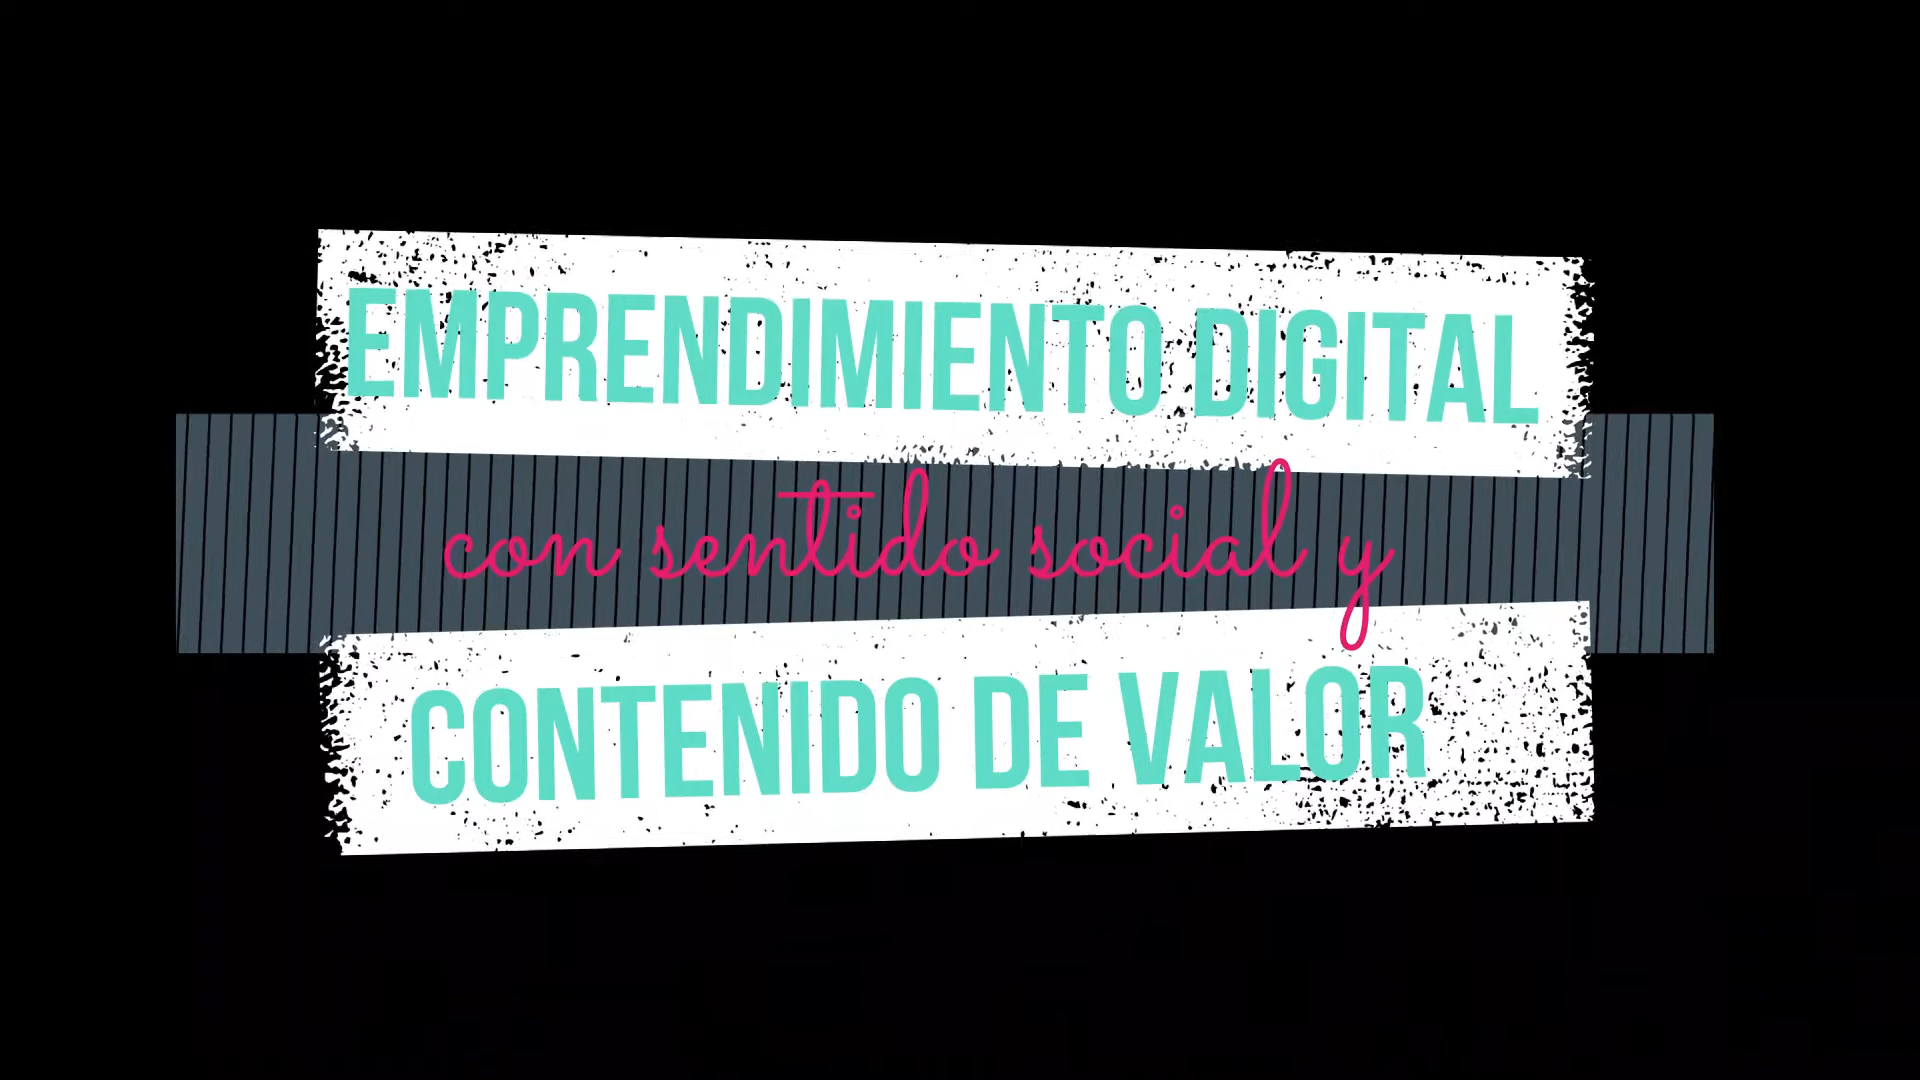 EMPRENDIMIENTO DIGITAL
con sentido social y
CONTENIDO DE VALOR